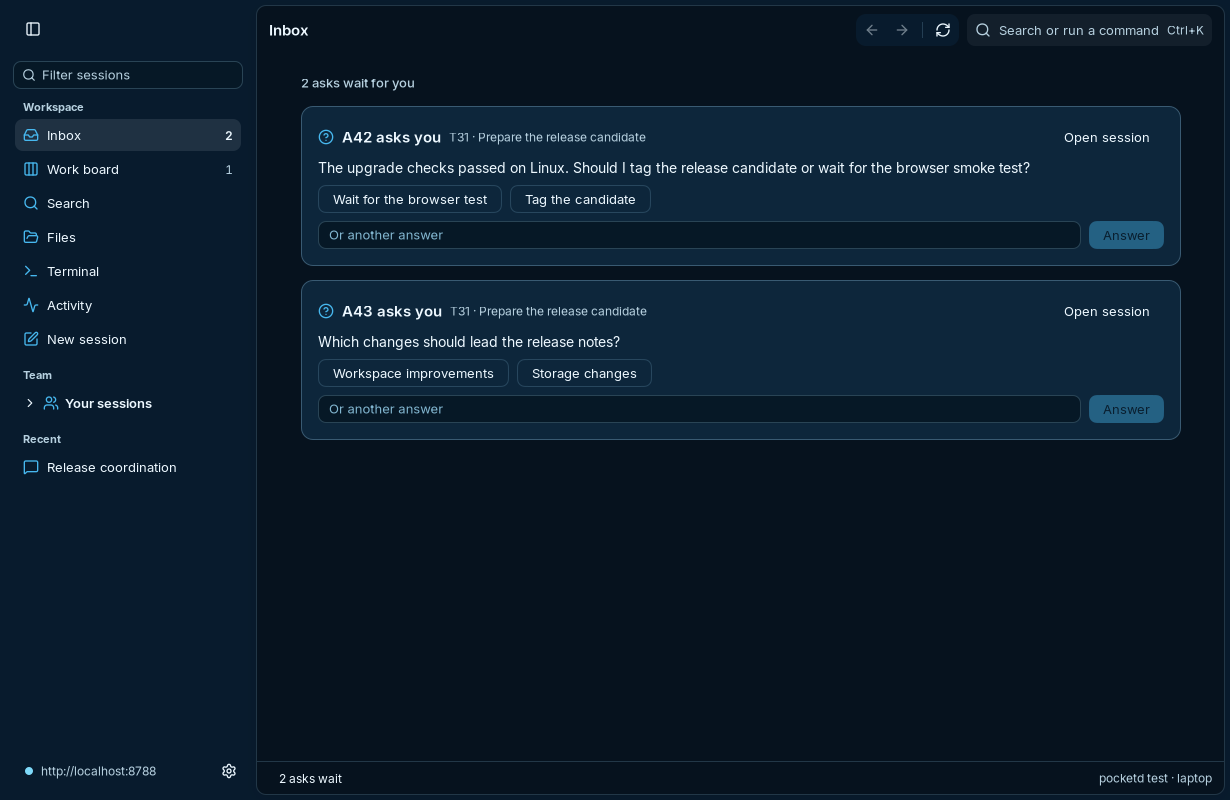 Filter sessions
Workspace
Inbox 2
Work board 1
Search
Files
Terminal
Activity
New session
Team
Your sessions
Recent
Release coordination
http://localhost:8788
Inbox
Search or run a command Ctrl+K
2 asks wait for you
A42 asks you T31 · Prepare the release candidate Open session
The upgrade checks passed on Linux. Should I tag the release candidate or wait for the browser smoke test?
Wait for the browser test Tag the candidate
Or another answer Answer
A43 asks you T31 · Prepare the release candidate Open session
Which changes should lead the release notes?
Workspace improvements Storage changes
Or another answer Answer
2 asks wait pocketd test · laptop